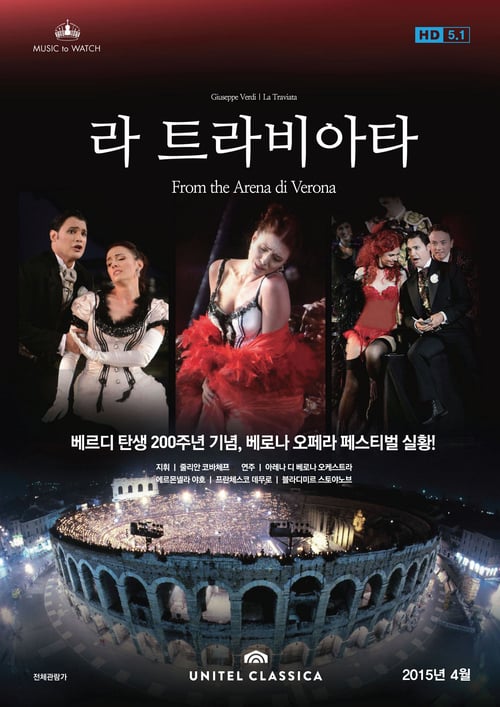 MUSIC to WATCH
HD 5.1
Giuseppe Verdi | La Traviata
라 트라비아타
From the Arena di Verona
베르디 탄생 200주년 기념, 베로나 오페라 페스티벌 실황!
지휘 | 줄리안 코바체프 연주 | 아레나 디 베로나 오케스트라
에르몬넬라 야호 | 프란체스코 데무로 | 블라디미르 스토야노브
전체관람가
UNITEL CLASSICA
2015년 4월